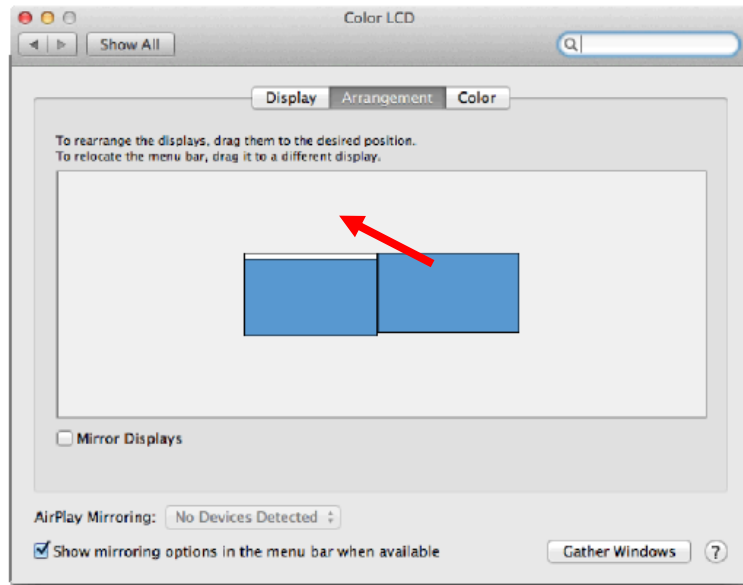 Color LCD
Show All
Display Arrangement Color
To rearrange the displays, drag them to the desired position.
To relocate the menu bar, drag it to a different display.
Mirror Displays
AirPlay Mirroring: No Devices Detected
Show mirroring options in the menu bar when available
Gather Windows ?